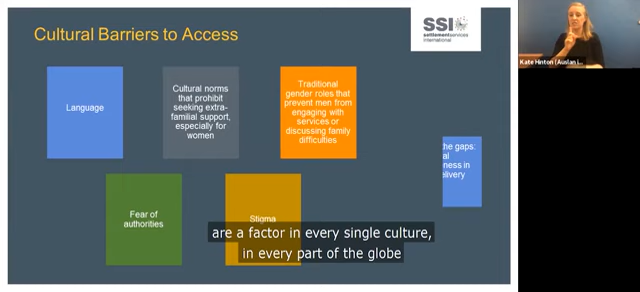 Cultural Barriers to Access
SSI
settlement services
international
Kate Hinton (Auslan i...
Language
Cultural norms
that prohibit
seeking extra-
familial support,
especially for
women
Traditional
gender roles that
prevent men from
engaging with
services or
discussing family
difficulties
the gaps:
al
ness in
elivery
Fear of
authorities
Stigma
are a factor in every single culture,
in every part of the globe